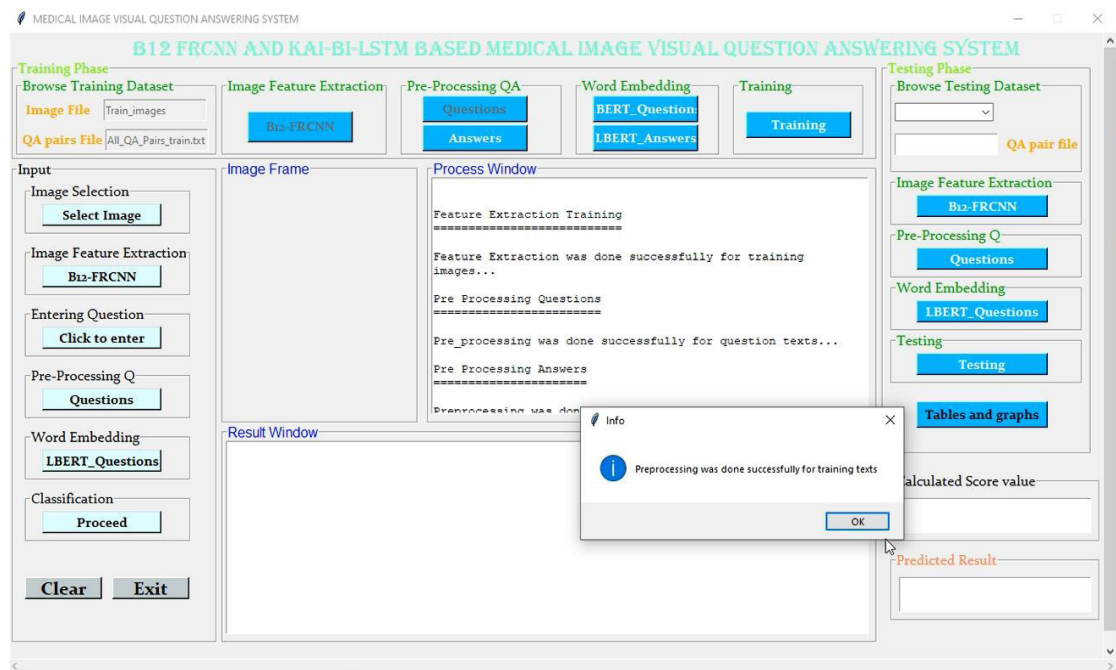 MEDICAL IMAGE VISUAL QUESTION ANSWERING SYSTEM
B12 FRCNN AND KAI-BI-LSTM BASED MEDICAL IMAGE VISUAL QUESTION ANSWERING SYSTEM
Training Phase
Browse Training Dataset
Image File Train_images
QA pairs File All_QA_Pairs_train.txt
Image Feature Extraction
B12-FRCNN
Pre-Processing QA
Questions
Answers
Word Embedding
BERT_Question
LBERT_Answers
Training
Training
Testing Phase
Browse Testing Dataset
QA pair file
Image Feature Extraction
B12-FRCNN
Pre-Processing Q
Questions
Word Embedding
LBERT_Questions
Testing
Testing
Tables and graphs
Input
Image Selection
Select Image
Image Feature Extraction
B12-FRCNN
Entering Question
Click to enter
Pre-Processing Q
Questions
Word Embedding
LBERT_Questions
Classification
Proceed
Clear Exit
Image Frame
Process Window
Feature Extraction Training
===========================
Feature Extraction was done successfully for training
images...
Pre Processing Questions
========================
Pre_processing was done successfully for question texts...
Pre Processing Answers
======================
Preprocessing was don
Result Window
Info
Preprocessing was done successfully for training texts
OK
alculated Score value
Predicted Result